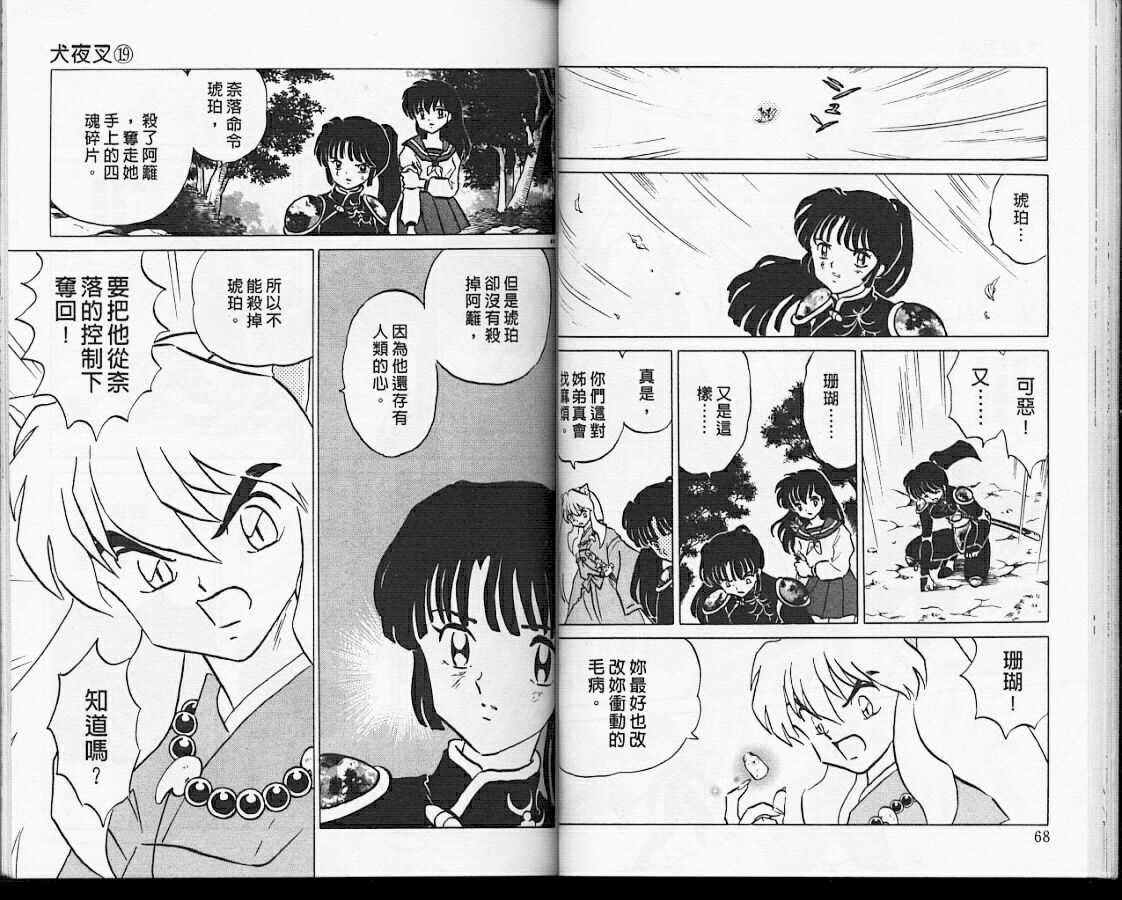 琥珀⋯
可惡！
又⋯⋯
珊瑚⋯
又是這
樣⋯⋯
真是，
你們這對
姊弟真會
找麻煩。
珊瑚！
妳最好也改
改妳衝動的
毛病。
68
犬夜叉⑲
奈落命令
琥珀，
殺了阿籬
，奪走她
手上的四
魂碎片。
但是琥珀
卻沒有殺
掉阿籬，
因為他還存有
人類的心。
所以不
能殺掉
琥珀。
要把他從奈
落的控制下
奪回！
知道嗎？